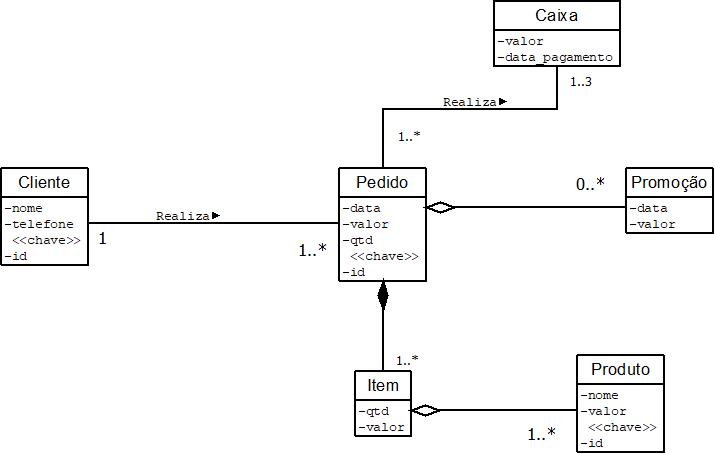 Caixa
-valor
-data_pagamento
1..3
Realiza
1..*
Cliente
-nome
-telefone
<<chave>>
-id
Realiza
1
1..*
Pedido
-data
-valor
-qtd
<<chave>>
-id
0..*
Promoção
-data
-valor
1..*
Item
-qtd
-valor
1..*
Produto
-nome
-valor
<<chave>>
-id